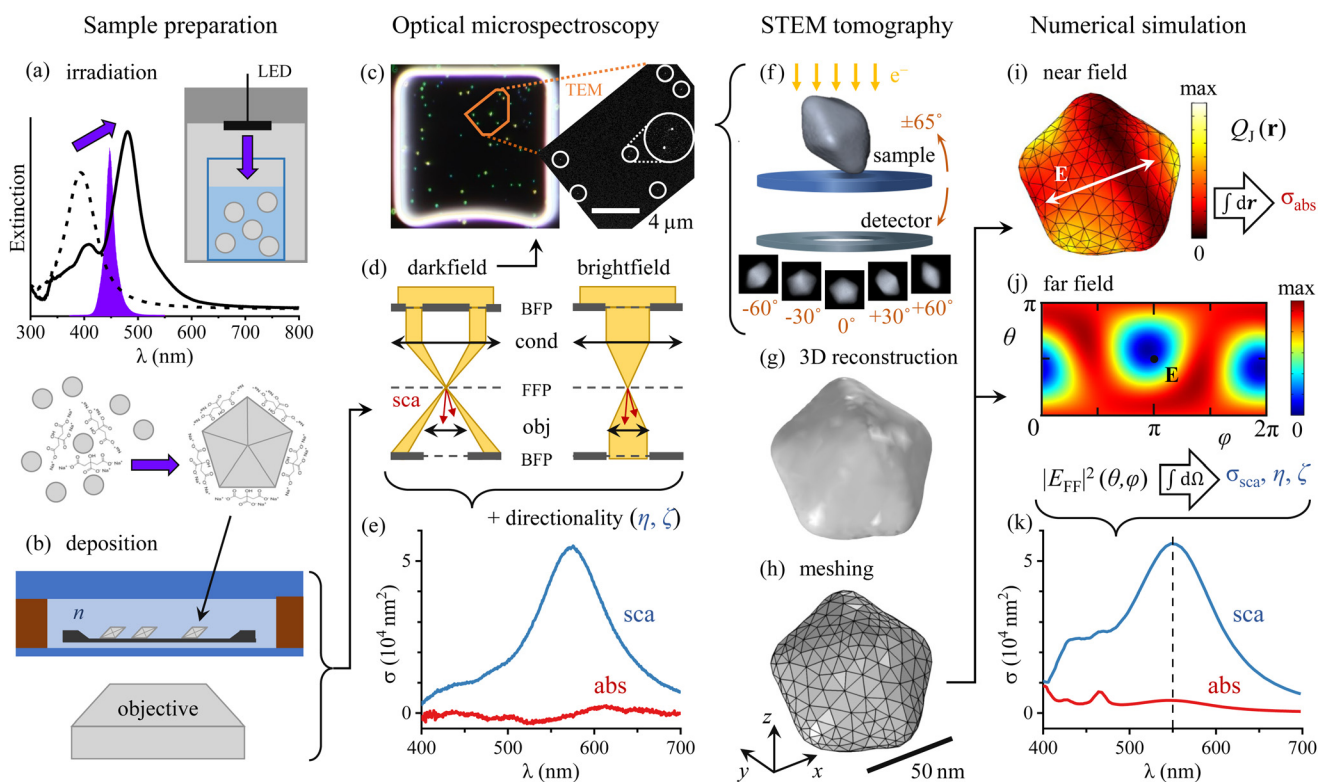 Sample preparation
Optical microspectroscopy
STEM tomography
Numerical simulation
(a) irradiation
LED
Extinction
300 400 500 600 700 800
λ (nm)
(b) deposition
n
objective
(c)
TEM
4 μm
(d) darkfield
brightfield
BFP
cond
FFP
sca
obj
BFP
+ directionality (η, ζ)
(e)
σ (10⁴ nm²)
5
0
sca
abs
400 500 600 700
λ (nm)
(f)
e⁻
±65°
sample
detector
-60°
-30°
0°
+30°
+60°
(g) 3D reconstruction
(h) meshing
z
y
x
50 nm
(i) near field
max
0
E
Q_J (r)
∫ dr
σ_abs
(j) far field
π
θ
0
E
0 π φ 2π
max
0
|E_FF|² (θ,φ)
∫ dΩ
σ_sca, η, ζ
(k)
σ (10⁴ nm²)
5
0
sca
abs
400 500 600 700
λ (nm)